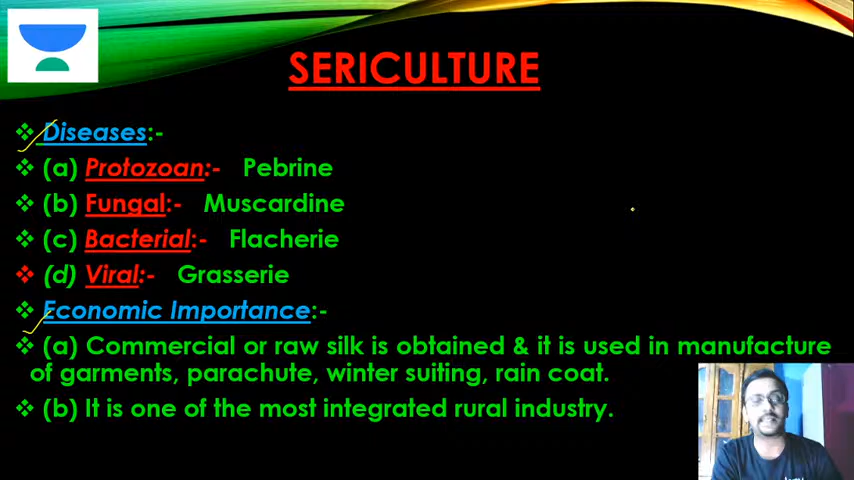 SERICULTURE
Diseases:-
(a) Protozoan:- Pebrine
(b) Fungal:- Muscardine
(c) Bacterial:- Flacherie
(d) Viral:- Grasserie
Economic Importance:-
(a) Commercial or raw silk is obtained & it is used in manufacture
of garments, parachute, winter suiting, rain coat.
(b) It is one of the most integrated rural industry.